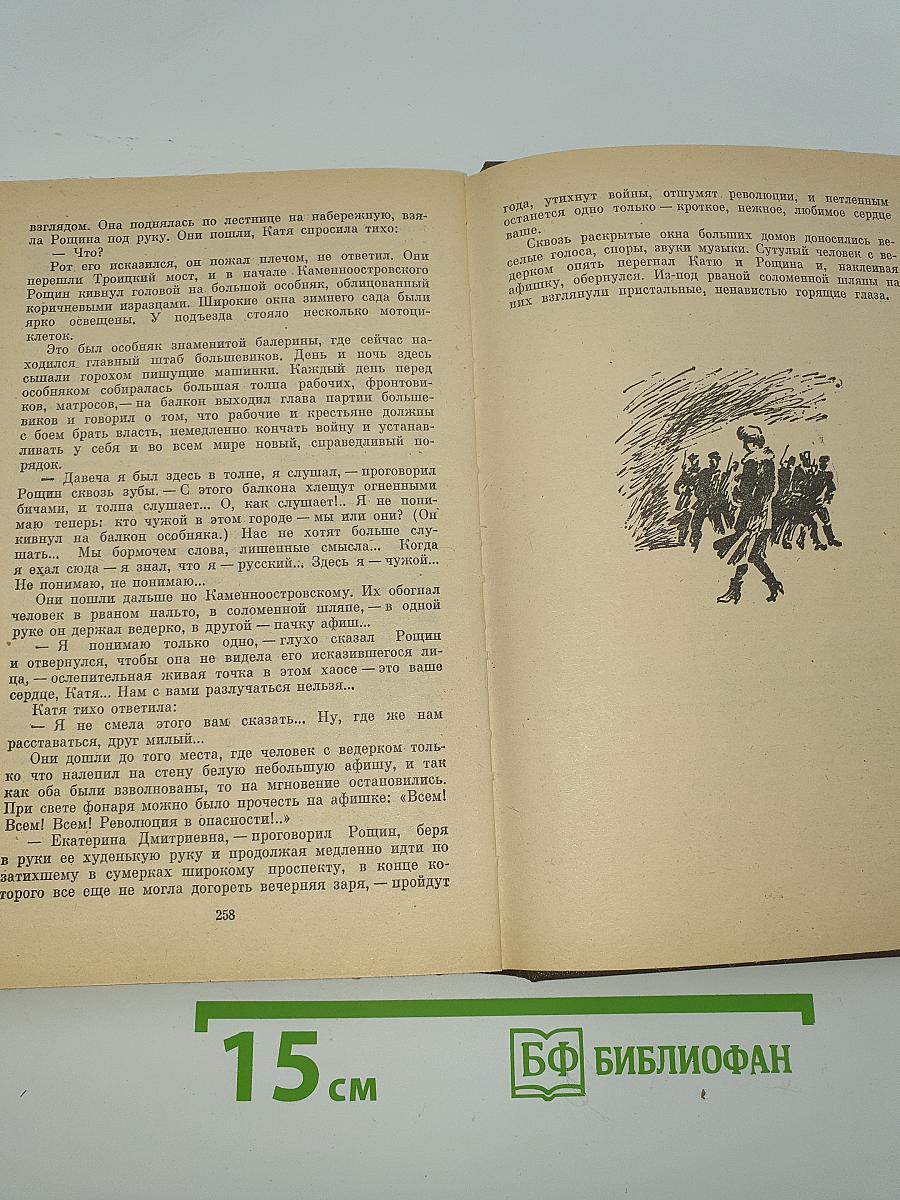 взглядом. Она поднялась по лестнице на набережную, взя-
ла Рощина под руку. Они пошли, Катя спросила тихо:
— Что?
Рот его исказился, он пожал плечом, не ответил. Они
перешли Троицкий мост, и в начале Каменноостровского
Рощин кивнул головой на большой особняк, облицованный
коричневыми изразцами. Широкие окна зимнего сада были
ярко освещены. У подъезда стояло несколько мотоци-
клеток.
Это был особняк знаменитой балерины, где сейчас на-
ходился главный штаб большевиков. День и ночь здесь
сыпали горохом пишущие машинки. Каждый день перед
особняком собиралась большая толпа рабочих, фронтови-
ков, матросов,— на балкон выходил глава партии больше-
виков и говорил о том, что рабочие и крестьяне должны
с боем брать власть, немедленно кончать войну и устанав-
ливать у себя и во всем мире новый, справедливый по-
рядок.
— Давеча я был здесь в толпе, я слушал,— проговорил
Рощин сквозь зубы.— С этого балкона хлещут огненными
бичами, и толпа слушает... О, как слушает!.. Я не пони-
маю теперь: кто чужой в этом городе — мы или они? (Он
кивнул на балкон особняка.) Нас не хотят больше слу-
шать... Мы бормочем слова, лишенные смысла... Когда
я ехал сюда — я знал, что я — русский... Здесь я — чужой...
Не понимаю, не понимаю...
Они пошли дальше по Каменноостровскому. Их обогнал
человек в рваном пальто, в соломенной шляпе,— в одной
руке он держал ведерко, в другой — пачку афиш...
— Я понимаю только одно,— глухо сказал Рощин
и отвернулся, чтобы она не видела его исказившегося ли-
ца,— ослепительная живая точка в этом хаосе — это ваше
сердце, Катя... Нам с вами разлучаться нельзя...
Катя тихо ответила:
— Я не смела этого вам сказать... Ну, где же нам
расставаться, друг милый...
Они дошли до того места, где человек с ведерком толь-
ко что налепил на стену белую небольшую афишу, и так
как оба были взволнованы, то на мгновение остановились.
При свете фонаря можно было прочесть на афишке: «Всем!
Всем! Всем! Революция в опасности!..»
— Екатерина Дмитриевна,— проговорил Рощин, беря
в руки ее худенькую руку и продолжая медленно идти по
затихшему в сумерках широкому проспекту, в конце ко-
торого все еще не могла догореть вечерняя заря,— пройдут
258
года, утихнут войны, отшумят революции, и нетленным
останется одно только — кроткое, нежное, любимое сердце
ваше.
Сквозь раскрытые окна больших домов доносились ве-
селые голоса, споры, звуки музыки. Сутулый человек с ве-
дерком опять перегнал Катю и Рощина и, наклеивая
афишку, обернулся. Из-под рваной соломенной шляпы на
них взглянули пристальные, ненавистью горящие глаза.
15 см
БФ БИБЛИОФАН